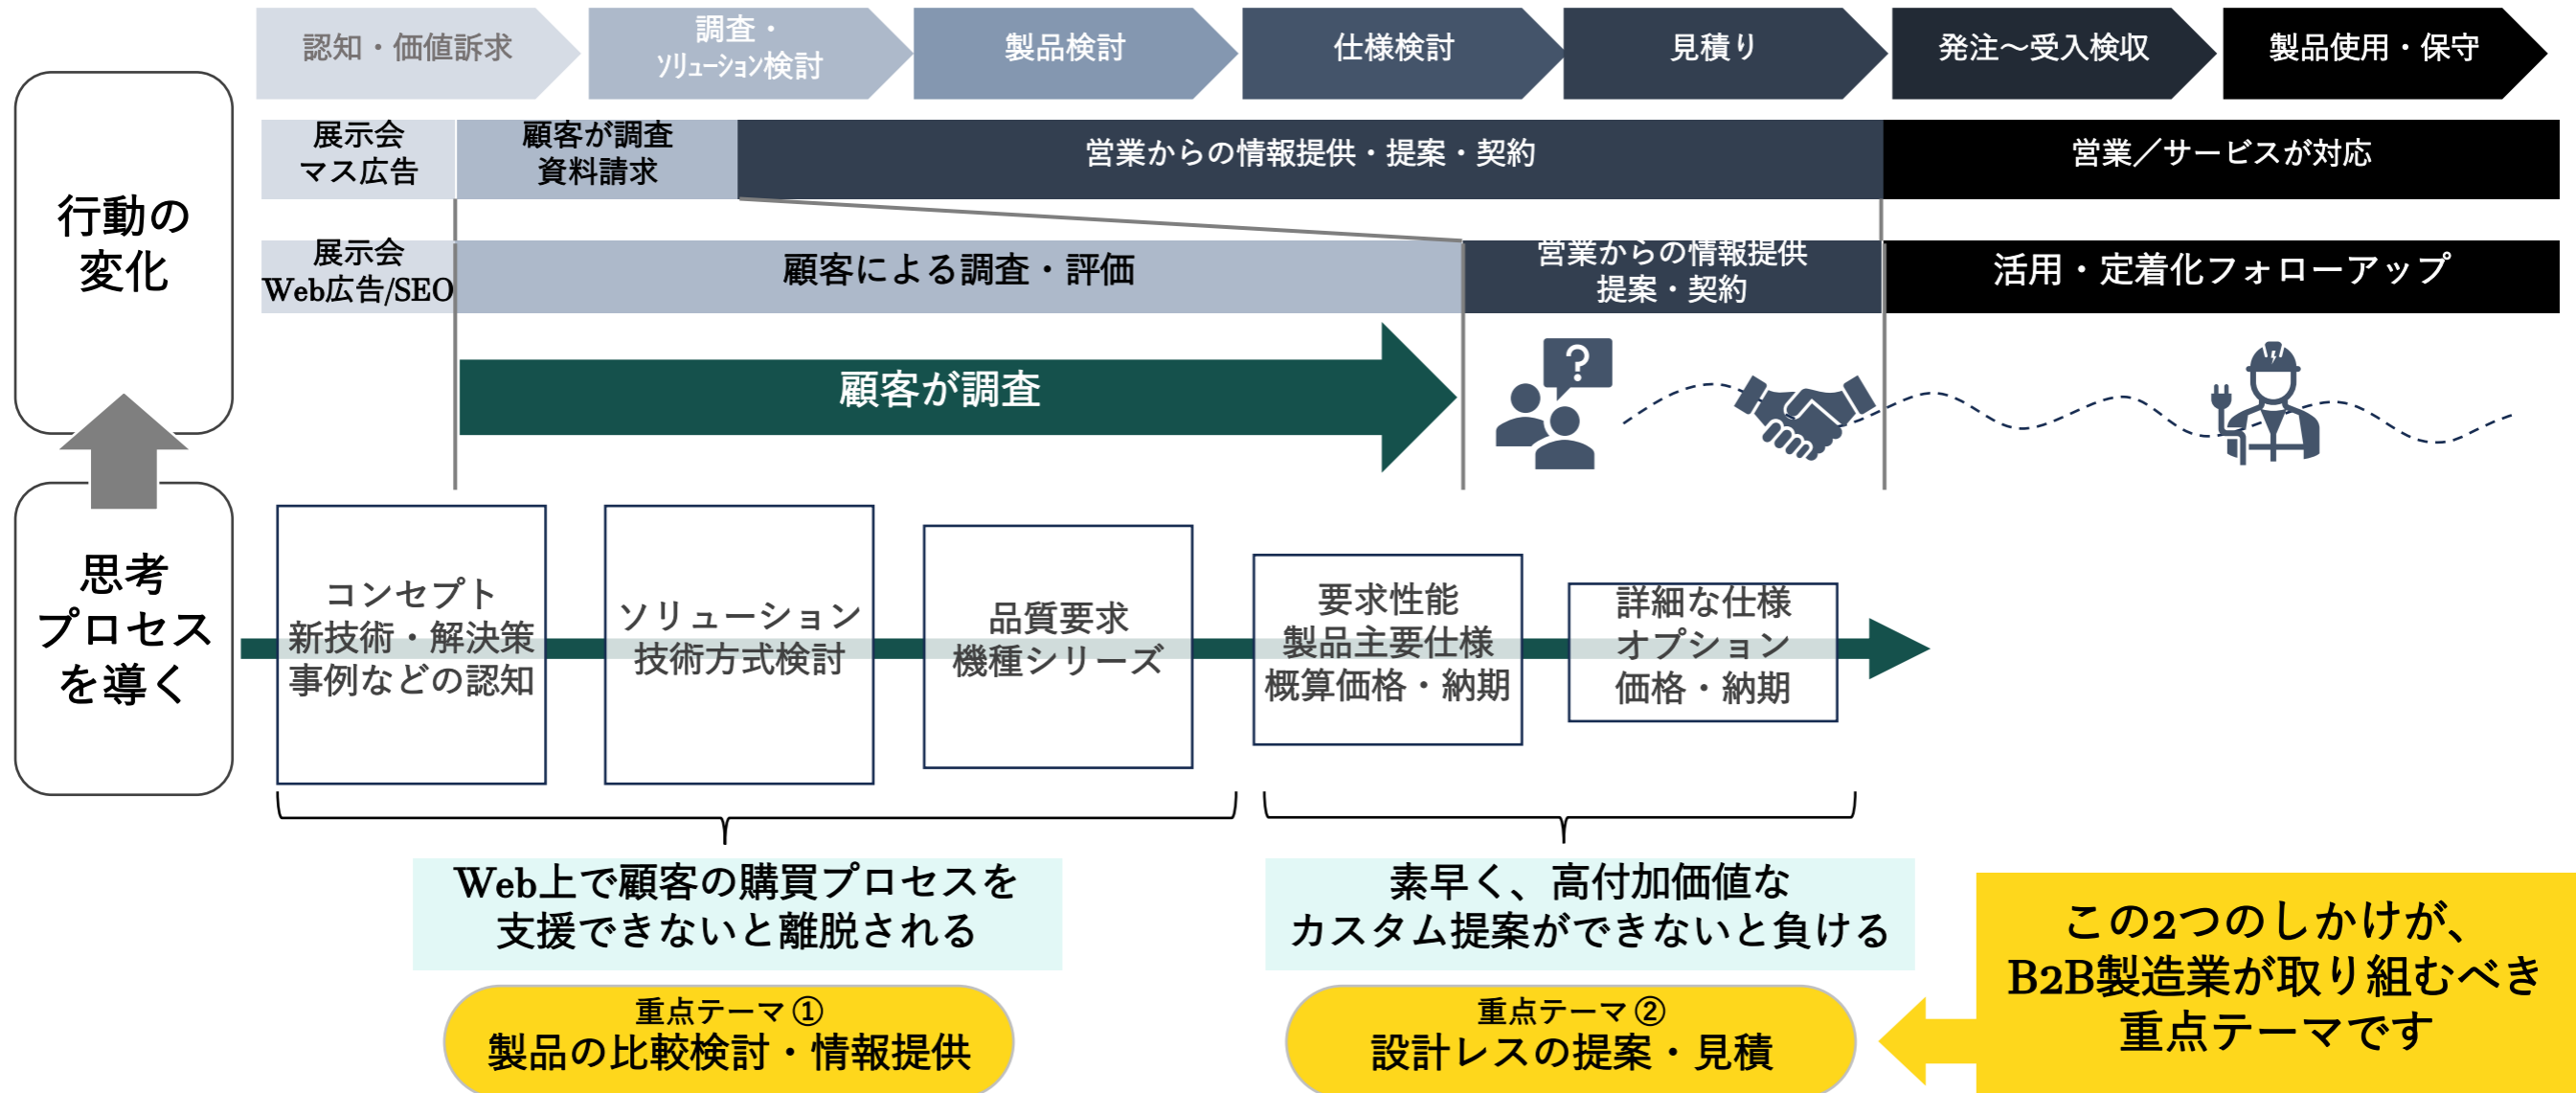 認知・価値訴求
調査・
ソリューション検討
製品検討
仕様検討
見積り
発注～受入検収
製品使用・保守
行動の
変化
展示会
マス広告
顧客が調査
資料請求
営業からの情報提供・提案・契約
営業／サービスが対応
展示会
Web広告/SEO
顧客による調査・評価
営業からの情報提供
提案・契約
活用・定着化フォローアップ
顧客が調査
?
思考
プロセス
を導く
コンセプト
新技術・解決策
事例などの認知
ソリューション
技術方式検討
品質要求
機種シリーズ
要求性能
製品主要仕様
概算価格・納期
詳細な仕様
オプション
価格・納期
Web上で顧客の購買プロセスを
支援できないと離脱される
重点テーマ①
製品の比較検討・情報提供
素早く、高付加価値な
カスタム提案ができないと負ける
重点テーマ②
設計レスの提案・見積
この2つのしかけが、
B2B製造業が取り組むべき
重点テーマです